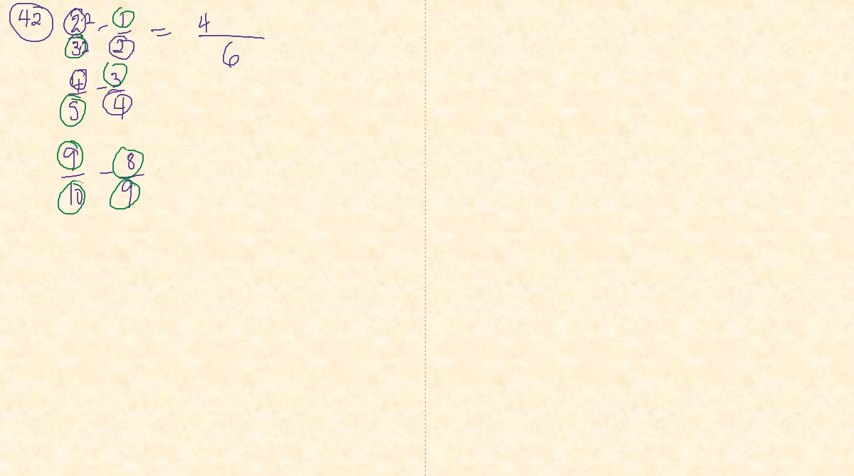 42 2/3 - 1/2 = 4/6
4/5 - 3/4
9/10 - 8/9